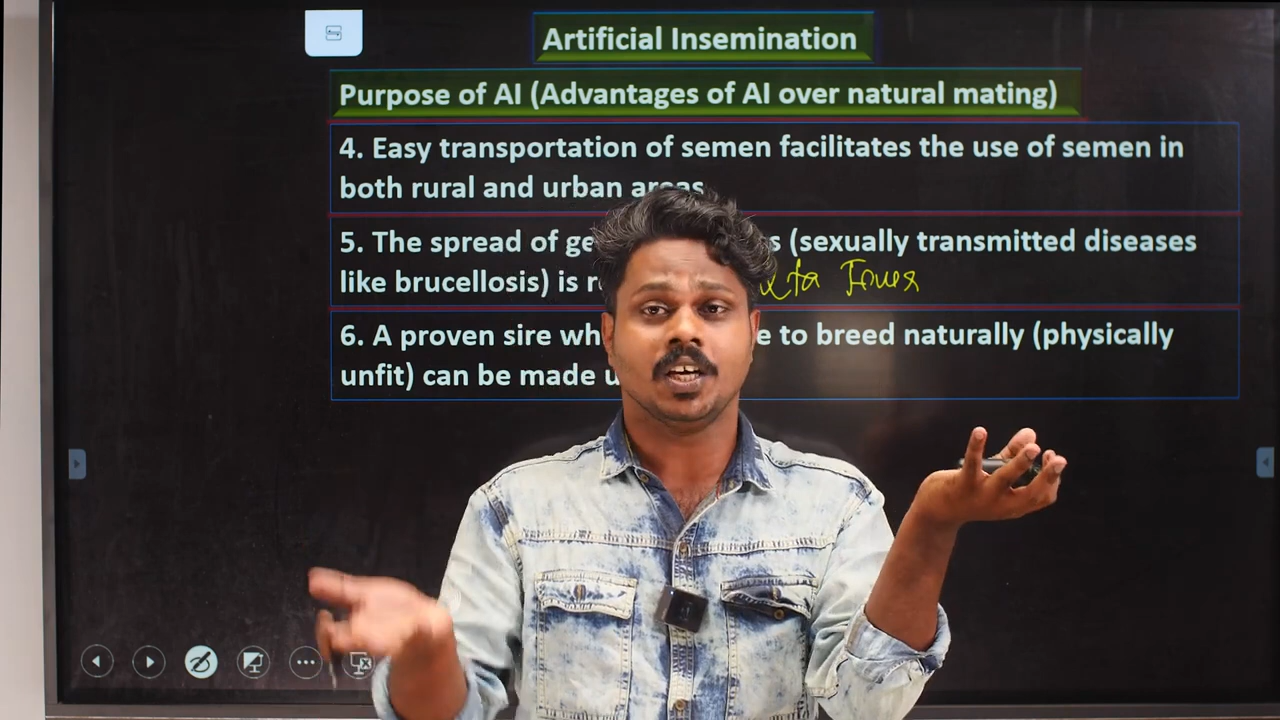 Artificial Insemination
Purpose of AI (Advantages of AI over natural mating)
4. Easy transportation of semen facilitates the use of semen in
both rural and urban areas
5. The spread of (sexually transmitted diseases
like brucellosis) is
6. A proven sire to breed naturally (physically
unfit) can be made